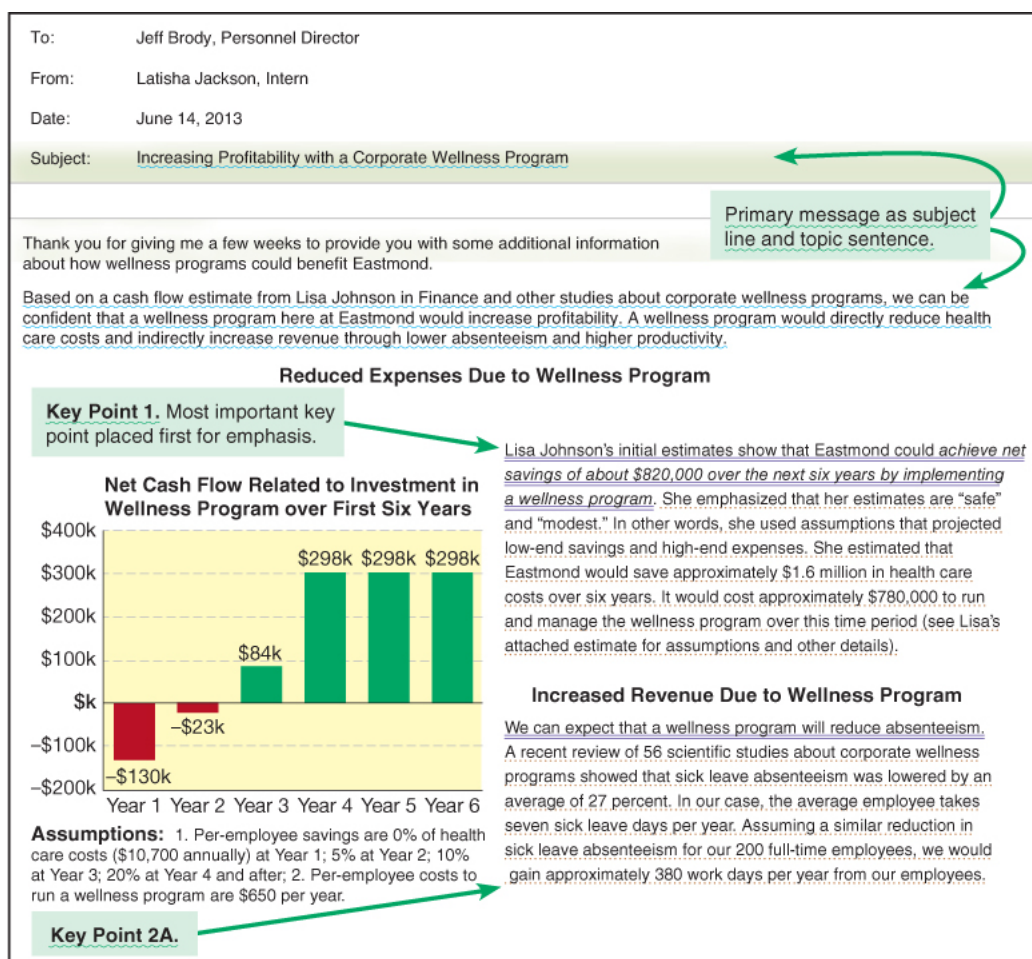 To: Jeff Brody, Personnel Director
From: Latisha Jackson, Intern
Date: June 14, 2013
Subject: Increasing Profitability with a Corporate Wellness Program
Primary message as subject
line and topic sentence.
Thank you for giving me a few weeks to provide you with some additional information
about how wellness programs could benefit Eastmond.
Based on a cash flow estimate from Lisa Johnson in Finance and other studies about corporate wellness programs, we can be
confident that a wellness program here at Eastmond would increase profitability. A wellness program would directly reduce health
care costs and indirectly increase revenue through lower absenteeism and higher productivity.
Reduced Expenses Due to Wellness Program
Key Point 1. Most important key
point placed first for emphasis.
Net Cash Flow Related to Investment in
Wellness Program over First Six Years
$400k
$300k
$200k
$100k
$k
–$100k
–$200k
–$130k
–$23k
$84k
$298k $298k $298k
Year 1 Year 2 Year 3 Year 4 Year 5 Year 6
Assumptions: 1. Per-employee savings are 0% of health
care costs ($10,700 annually) at Year 1; 5% at Year 2; 10%
at Year 3; 20% at Year 4 and after; 2. Per-employee costs to
run a wellness program are $650 per year.
Lisa Johnson's initial estimates show that Eastmond could achieve net
savings of about $820,000 over the next six years by implementing
a wellness program. She emphasized that her estimates are “safe”
and “modest.” In other words, she used assumptions that projected
low-end savings and high-end expenses. She estimated that
Eastmond would save approximately $1.6 million in health care
costs over six years. It would cost approximately $780,000 to run
and manage the wellness program over this time period (see Lisa's
attached estimate for assumptions and other details).
Increased Revenue Due to Wellness Program
We can expect that a wellness program will reduce absenteeism.
A recent review of 56 scientific studies about corporate wellness
programs showed that sick leave absenteeism was lowered by an
average of 27 percent. In our case, the average employee takes
seven sick leave days per year. Assuming a similar reduction in
sick leave absenteeism for our 200 full-time employees, we would
gain approximately 380 work days per year from our employees.
Key Point 2A.